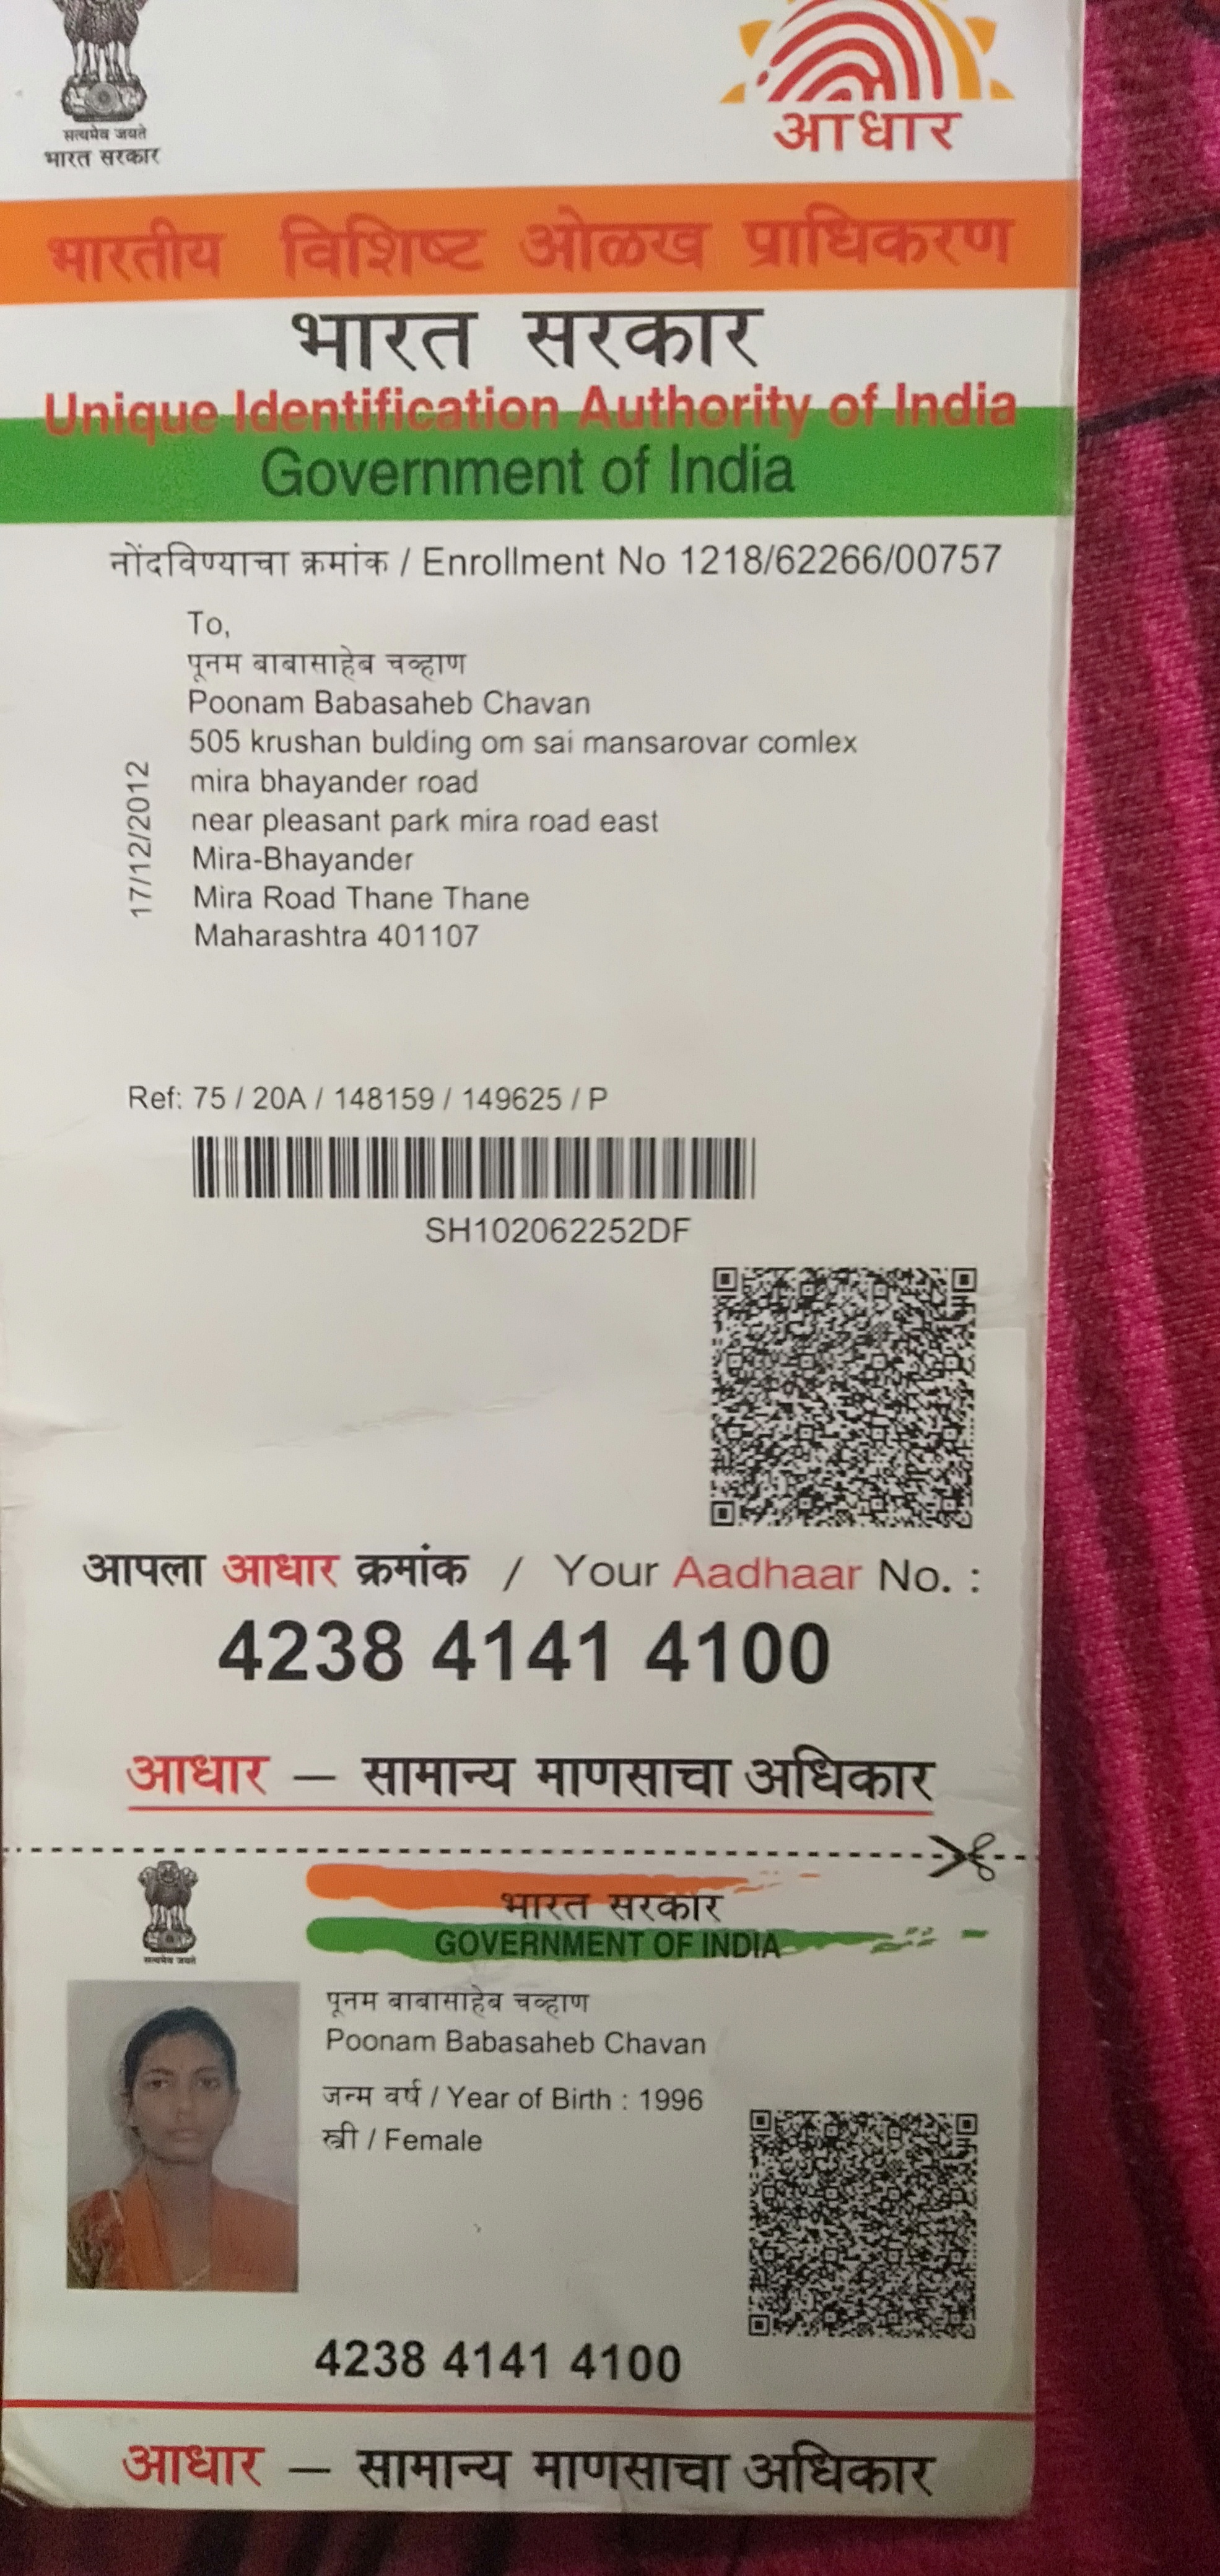 सत्यमेव जयते
भारत सरकार
आधार
भारतीय विशिष्ट ओळख प्राधिकरण
भारत सरकार
Unique Identification Authority of India
Government of India
नोंदविण्याचा क्रमांक / Enrollment No 1218/62266/00757
To,
पूनम बाबासाहेब चव्हाण
Poonam Babasaheb Chavan
505 krushan bulding om sai mansarovar comlex
mira bhayander road
near pleasant park mira road east
Mira-Bhayander
Mira Road Thane Thane
Maharashtra 401107
17/12/2012
Ref: 75 / 20A / 148159 / 149625 / P
SH102062252DF
आपला आधार क्रमांक / Your Aadhaar No. :
4238 4141 4100
आधार — सामान्य माणसाचा अधिकार
सत्यमेव जयते
भारत सरकार
GOVERNMENT OF INDIA
पूनम बाबासाहेब चव्हाण
Poonam Babasaheb Chavan
जन्म वर्ष / Year of Birth : 1996
स्त्री / Female
4238 4141 4100
आधार — सामान्य माणसाचा अधिकार